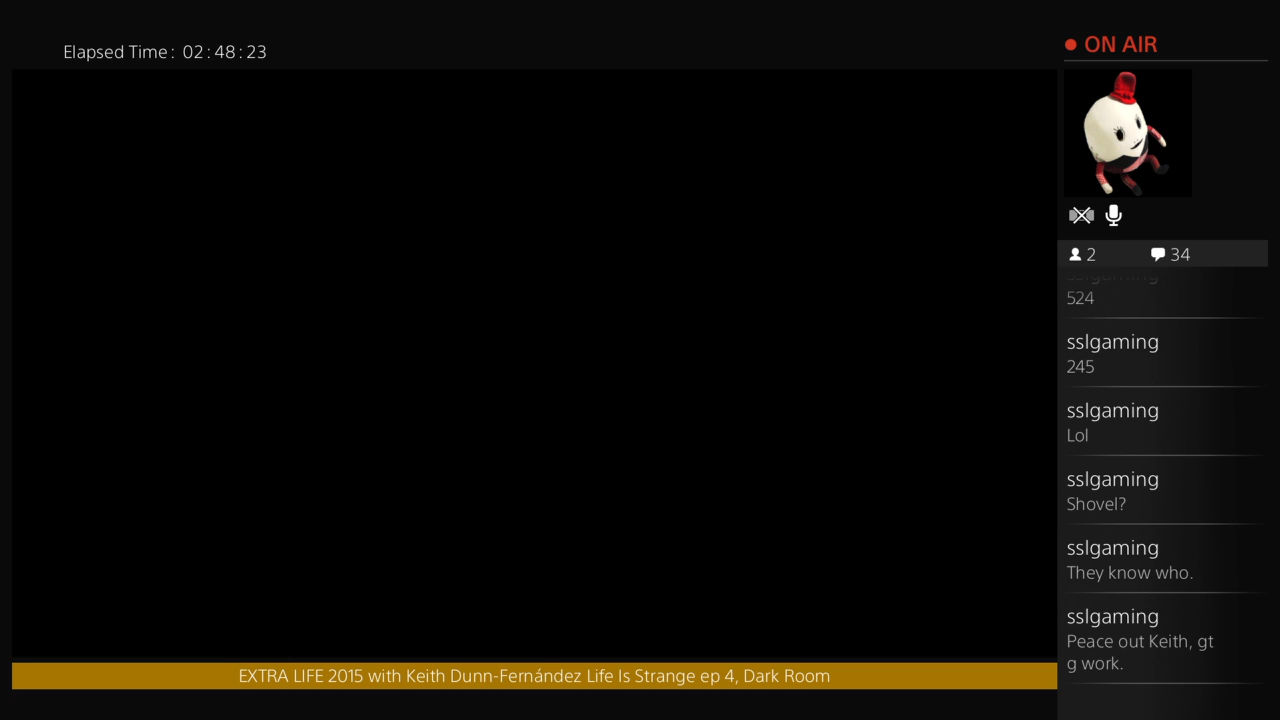 Elapsed Time: 02:48:23
ON AIR
2 34
524
sslgaming
245
sslgaming
Lol
sslgaming
Shovel?
sslgaming
They know who.
sslgaming
Peace out Keith, gt
g work.
EXTRA LIFE 2015 with Keith Dunn-Fernández Life Is Strange ep 4, Dark Room